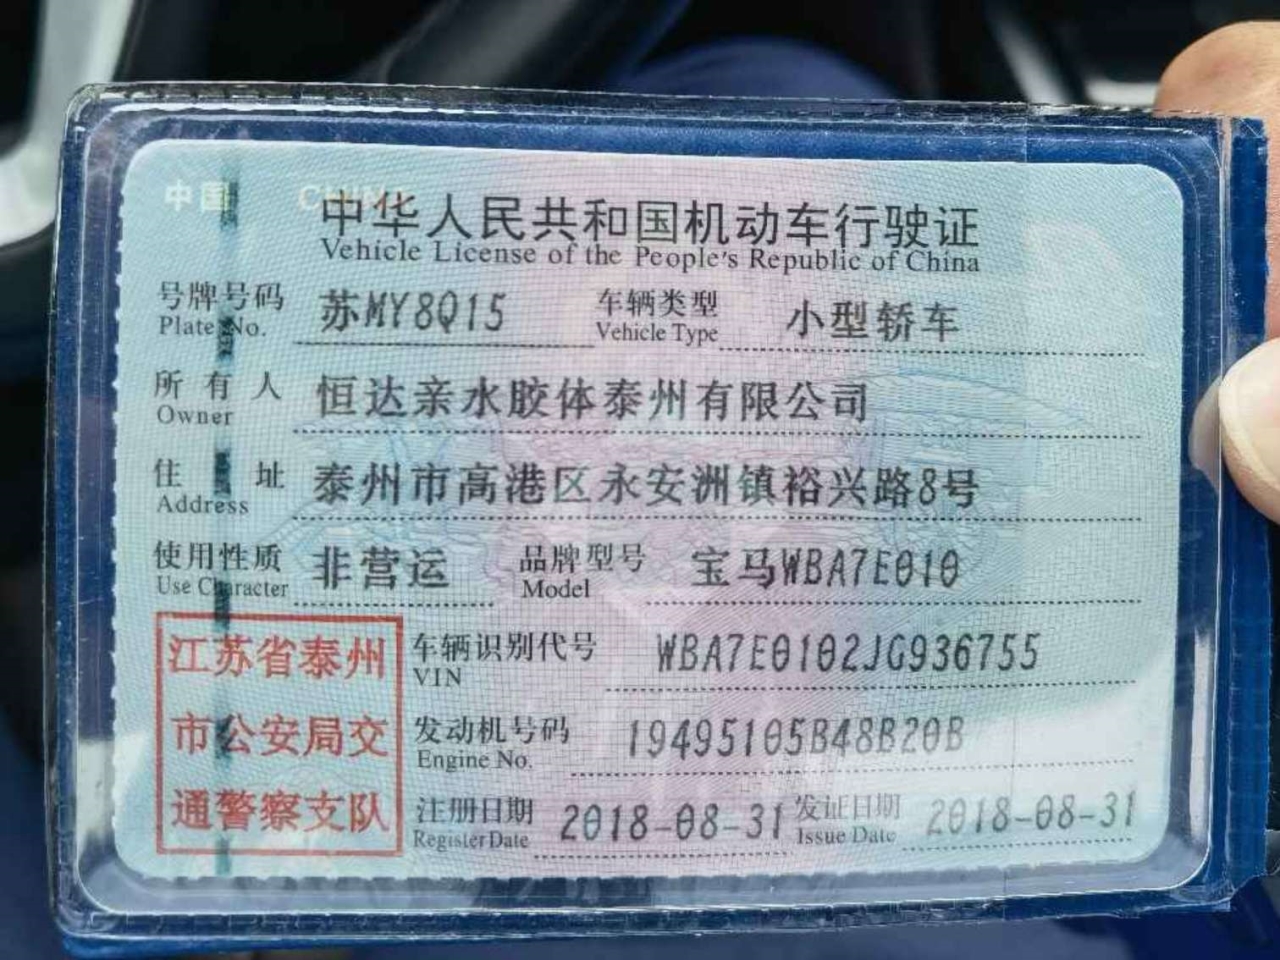 中国 CHINA
中华人民共和国机动车行驶证
Vehicle License of the People's Republic of China
号牌号码 苏MY8Q15 车辆类型 小型轿车
Plate No. Vehicle Type
所有人 恒达亲水胶体泰州有限公司
Owner
住址 泰州市高港区永安洲镇裕兴路8号
Address
使用性质 非营运 品牌型号 宝马WBA7E010
Use Character Model
江苏省泰州
市公安局交
通警察支队
车辆识别代号 WBA7E0102JG936755
VIN
发动机号码 19495105B48B20B
Engine No.
注册日期 2018-08-31 发证日期 2018-08-31
Register Date Issue Date